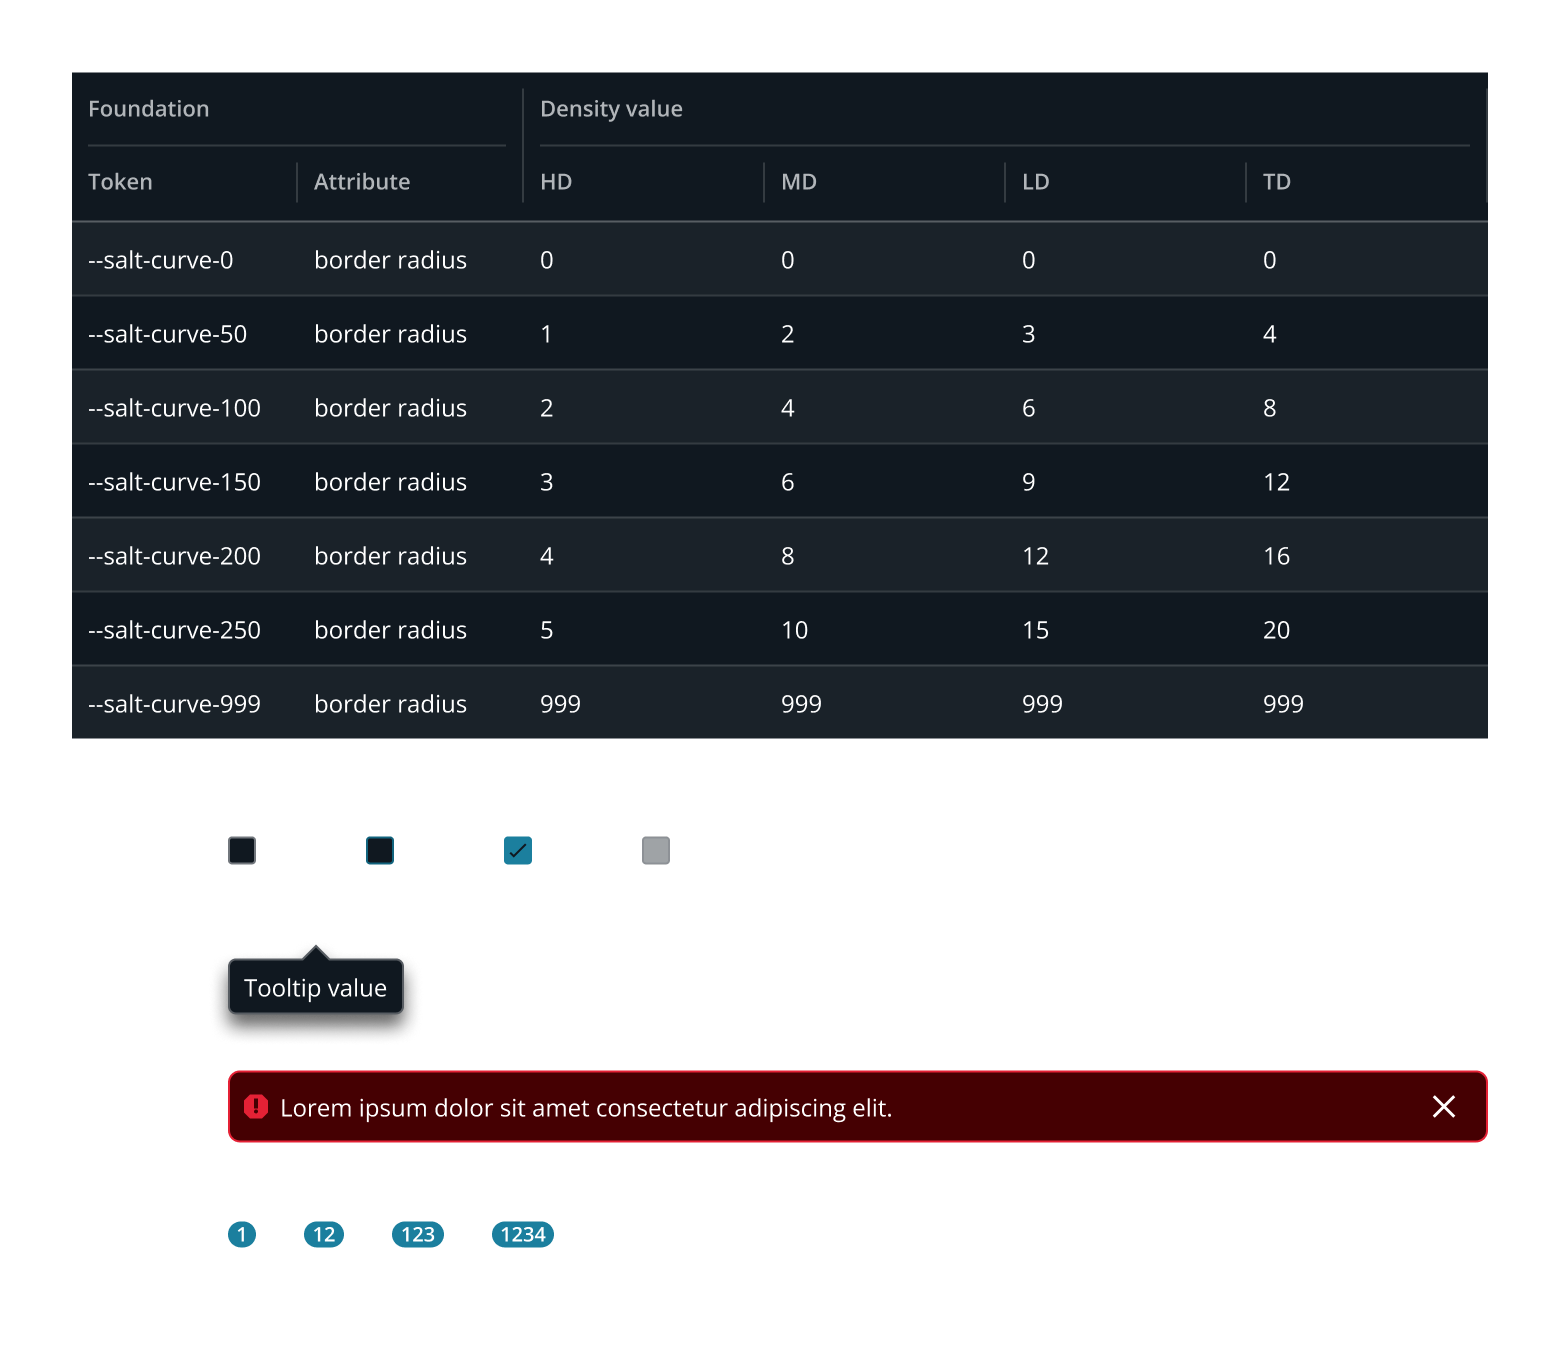 Foundation Density value
Token Attribute HD MD LD TD
--salt-curve-0 border radius 0 0 0 0
--salt-curve-50 border radius 1 2 3 4
--salt-curve-100 border radius 2 4 6 8
--salt-curve-150 border radius 3 6 9 12
--salt-curve-200 border radius 4 8 12 16
--salt-curve-250 border radius 5 10 15 20
--salt-curve-999 border radius 999 999 999 999
Tooltip value
Lorem ipsum dolor sit amet consectetur adipiscing elit.
1 12 123 1234